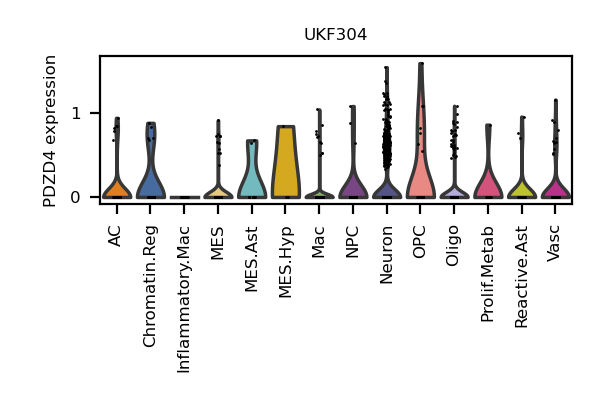 UKF304
PDZD4 expression
1
0
AC
Chromatin.Reg
Inflammatory.Mac
MES
MES.Ast
MES.Hyp
Mac
NPC
Neuron
OPC
Oligo
Prolif.Metab
Reactive.Ast
Vasc